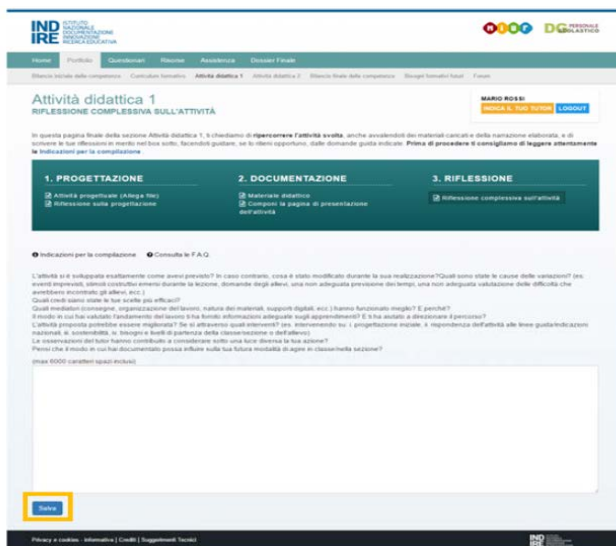 INDIRE ISTITUTO NAZIONALE DOCUMENTAZIONE INNOVAZIONE RICERCA EDUCATIVA
MIUR DG PERSONALE SCOLASTICO
Home Portfolio Questionari Risorse Assistenza Dossier Finale
Bilancio iniziale delle competenze Curriculum formativo Attività didattica 1 Attività didattica 2 Bilancio finale delle competenze Bisogni formativi futuri Forum
Attività didattica 1
RIFLESSIONE COMPLESSIVA SULL'ATTIVITÀ
MARIO ROSSI
INDICA IL TUO TUTOR LOGOUT
In questa pagina finale della sezione Attività didattica 1, ti chiediamo di ripercorrere l'attività svolta, anche avvalendoti dei materiali caricati e della narrazione elaborata, e di
scrivere le tue riflessioni in merito nel box sotto, facendoti guidare, se lo ritieni opportuno, dalle domande guida indicate. Prima di procedere ti consigliamo di leggere attentamente
le Indicazioni per la compilazione
1. PROGETTAZIONE 2. DOCUMENTAZIONE 3. RIFLESSIONE
Attività progettuale (Allega file) Materiale didattico Riflessione complessiva sull'attività
Riflessione sulla progettazione Componi la pagina di presentazione
dell'attività
Indicazioni per la compilazione Consulta le F.A.Q.
L'attività si è sviluppata esattamente come avevi previsto? In caso contrario, cosa è stato modificato durante la sua realizzazione?Quali sono state le cause delle variazioni? (es.
eventi imprevisti, stimoli costruttivi emersi durante la lezione, domande degli allievi, una non adeguata previsione dei tempi, una non adeguata valutazione delle difficoltà che
avrebbero incontrato gli allievi, ecc.)
Quali credi siano state le tue scelte più efficaci?
Quali mediatori (consegne, organizzazione dei lavori, natura dei materiali, supporti digitali, ecc.) hanno funzionato meglio? E perché?
Il modo in cui hai valutato l'andamento del lavoro ti ha fornito informazioni adeguate sugli apprendimenti? E ti ha aiutato a direzionare il percorso?
L'attività proposta potrebbe essere migliorata? Se sì attraverso quali interventi? (es. intervenendo su: i. progettazione iniziale, ii. rispondenza dell'attività alle linee guida/indicazioni
nazionali, iii. sostenibilità, iv. bisogni e livelli di partenza della classe/sezione o dell'allievo)
Le osservazioni del tutor hanno contribuito a considerare sotto una luce diversa la tua azione?
Pensi che il modo in cui hai documentato possa influire sulla tua futura modalità di agire in classe/nella sezione?
(max 6000 caratteri spazi inclusi)
Salva
Privacy e cookies - informativa | Crediti | Suggerimenti Tecnici
INDIRE